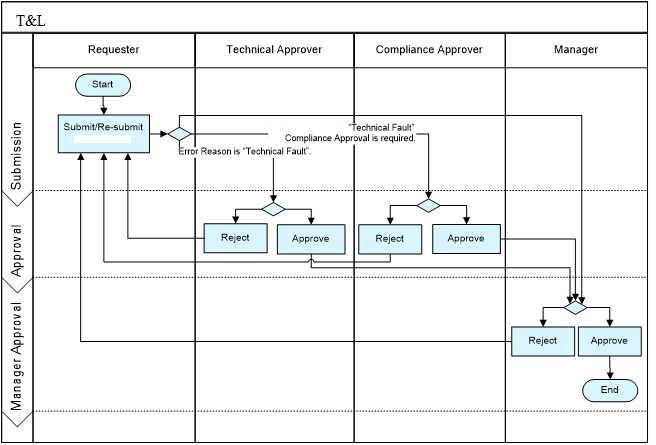 T&L
Requester
Technical Approver
Compliance Approver
Manager
Submission
Start
Submit/Re-submit
"Technical Fault"
Compliance Approval is required.
Error Reason is "Technical Fault".
Approval
Reject
Approve
Reject
Approve
Manager Approval
Reject
Approve
End